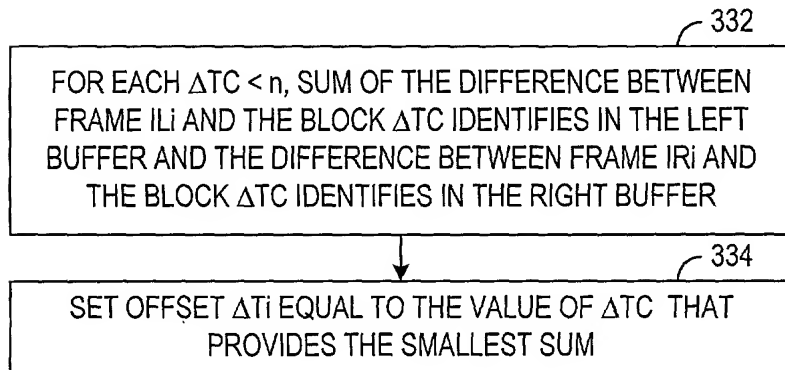 332
FOR EACH ΔTC < n, SUM OF THE DIFFERENCE BETWEEN
FRAME ILi AND THE BLOCK ΔTC IDENTIFIES IN THE LEFT
BUFFER AND THE DIFFERENCE BETWEEN FRAME IRi AND
THE BLOCK ΔTC IDENTIFIES IN THE RIGHT BUFFER
334
SET OFFSET ΔTi EQUAL TO THE VALUE OF ΔTC THAT
PROVIDES THE SMALLEST SUM